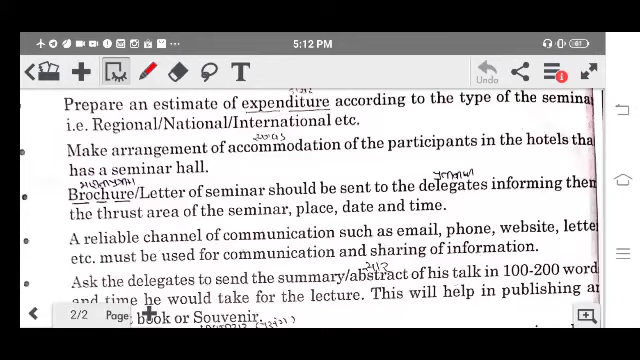 5:12 PM
67
T
Undo
Prepare an estimate of expenditure according to the type of the semina
i.e. Regional/National/International etc.
Make arrangement of accommodation of the participants in the hotels tha
has a seminar hall.
Brochure/Letter of seminar should be sent to the delegates informing them
the thrust area of the seminar, place, date and time.
A reliable channel of communication such as email, phone, website, lette
etc. must be used for communication and sharing of information.
सार
Ask the delegates to send the summary/abstract of his talk in 100-200 word
and time he would take for the lecture. This will help in publishing an
book or Souvenir.
2/2 Page